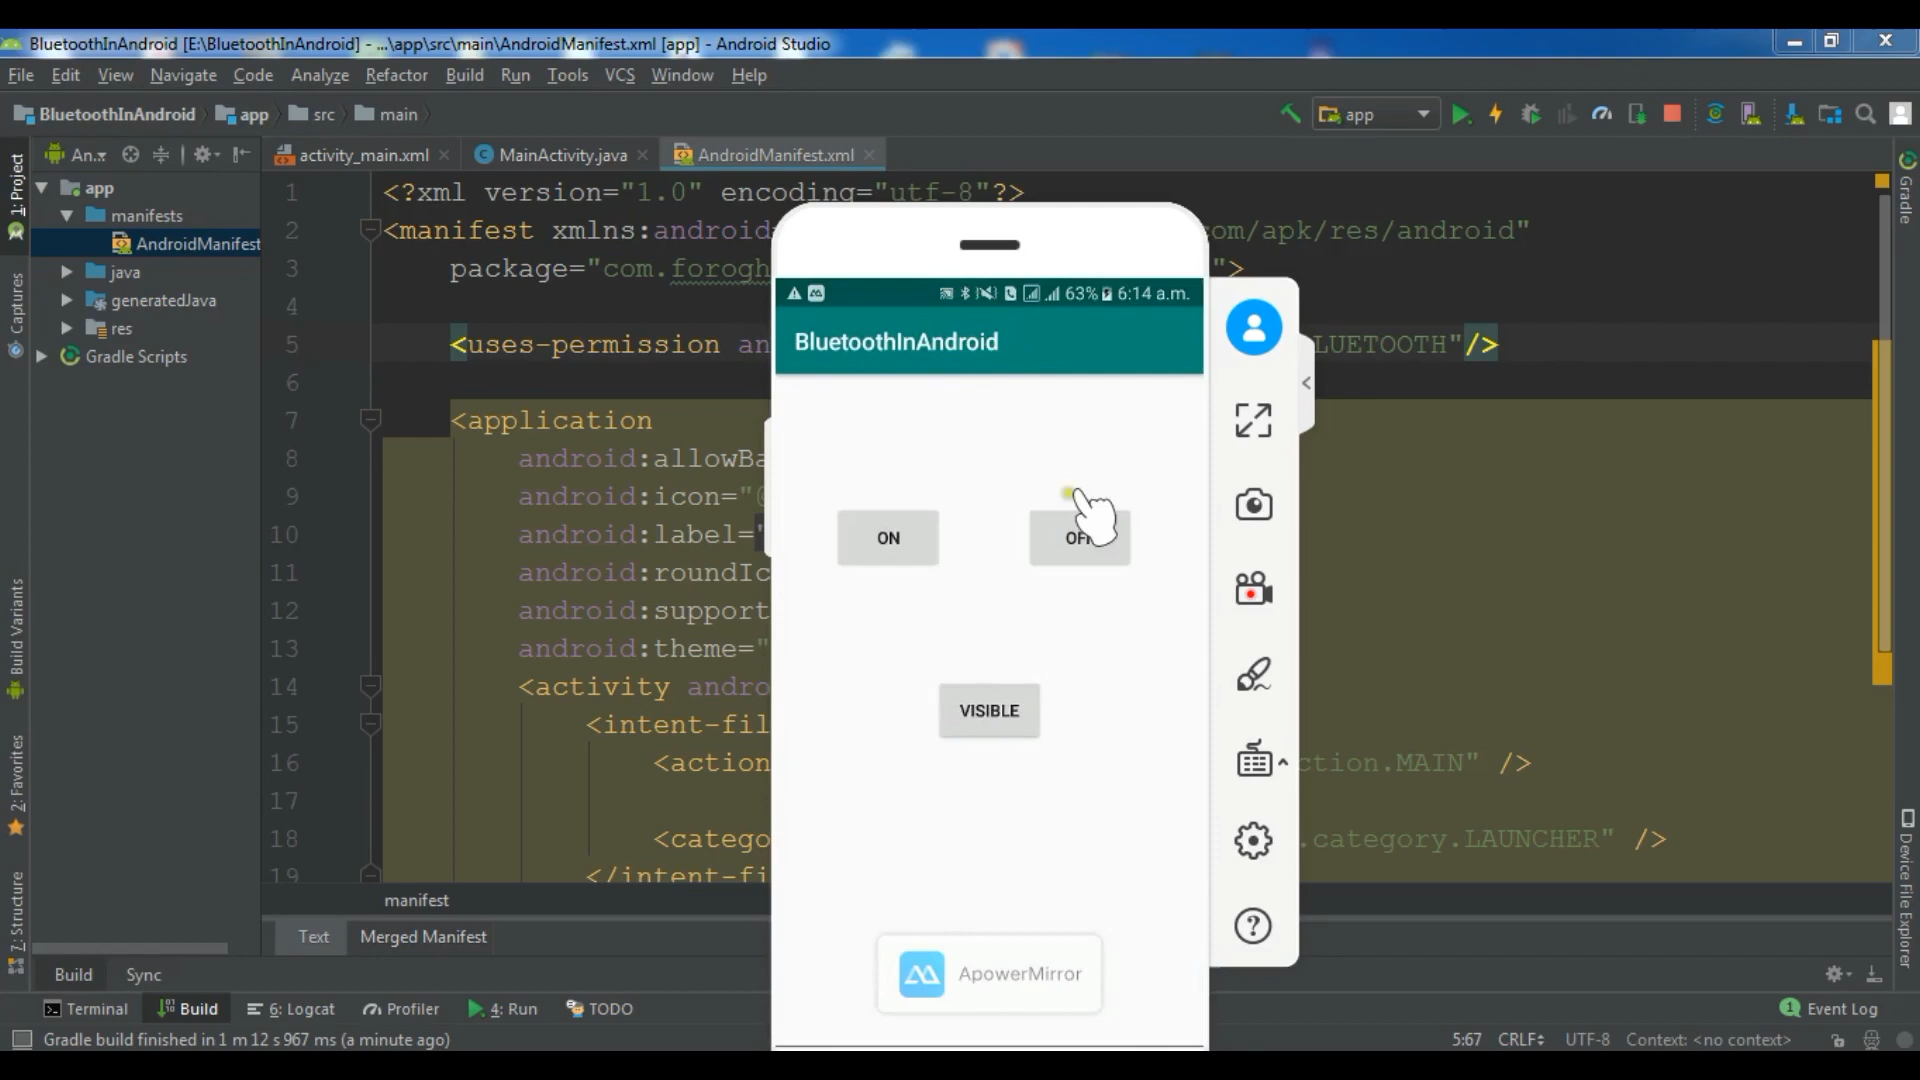 BluetoothInAndroid [E:\BluetoothInAndroid] - ...\app\src\main\AndroidManifest.xml [app] - Android Studio
File Edit View Navigate Code Analyze Refactor Build Run Tools VCS Window Help
BluetoothInAndroid app src main
app
An..
activity_main.xml MainActivity.java AndroidManifest.xml
1: Project
Captures
Build Variants
2: Favorites
7: Structure
app
manifests
AndroidManifest
java
generatedJava
res
Gradle Scripts
1 <?xml version="1.0" encoding="utf-8"?>
2 <manifest xmlns:android om/apk/res/android"
3 package="com.forogh ">
4
5 <uses-permission an LUETOOTH"/>
6
7 <application
8 android:allowBa
9 android:icon="@
10 android:label="
11 android:roundIc
12 android:support
13 android:theme="
14 <activity andro
15 <intent-fil
16 <action ction.MAIN" />
17
18 <catego .category.LAUNCHER" />
19 </intent-fi
63% 6:14 a.m.
BluetoothInAndroid
ON
VISIBLE
ApowerMirror
Gradle
Device File Explorer
manifest
Text Merged Manifest
Build Sync
Terminal Build 6: Logcat Profiler 4: Run TODO
1 Event Log
Gradle build finished in 1 m 12 s 967 ms (a minute ago)
5:67 CRLF UTF-8 Context: <no context>